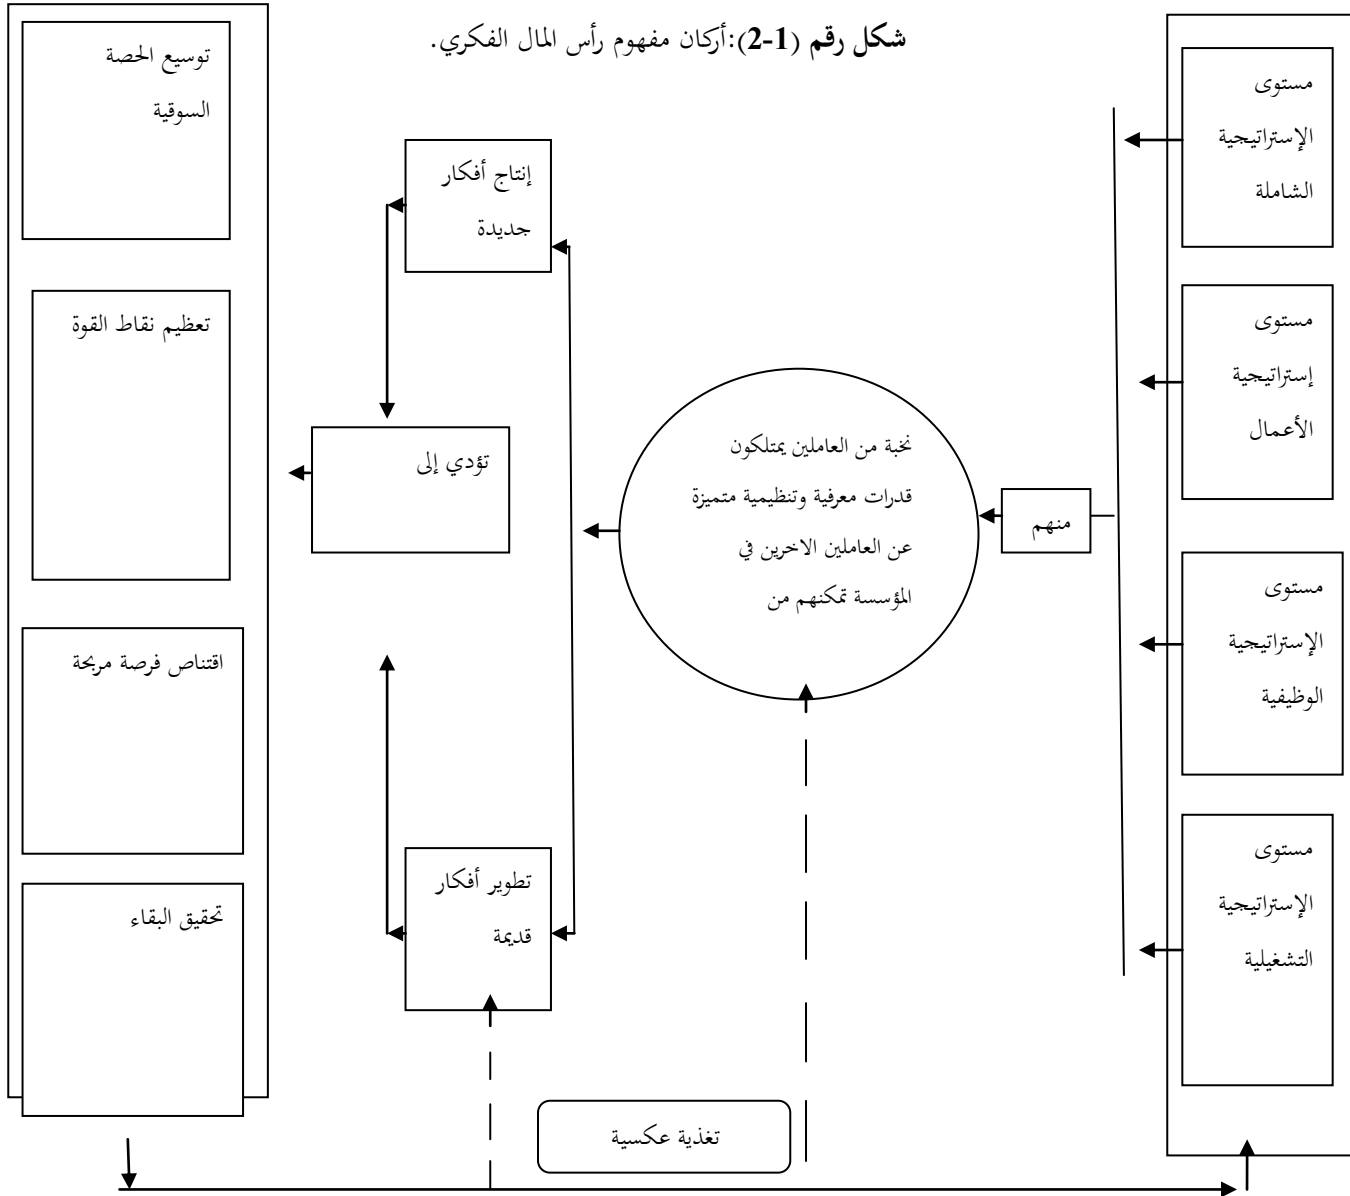 شكل رقم (1-2):أركان مفهوم رأس المال الفكري.
مستوى
الإستراتيجية
الشاملة
مستوى
إستراتيجية
الأعمال
مستوى
الإستراتيجية
الوظيفية
مستوى
الإستراتيجية
التشغيلية
منهم
نخبة من العاملين يمتلكون
قدرات معرفية وتنظيمية متميزة
عن العاملين الاخرين في
المؤسسة تمكنهم من
إنتاج أفكار
جديدة
تطوير أفكار
قديمة
تؤدي إلى
توسيع الحصة
السوقية
تعظيم نقاط القوة
اقتناص فرصة مربحة
تحقيق البقاء
تغذية عكسية